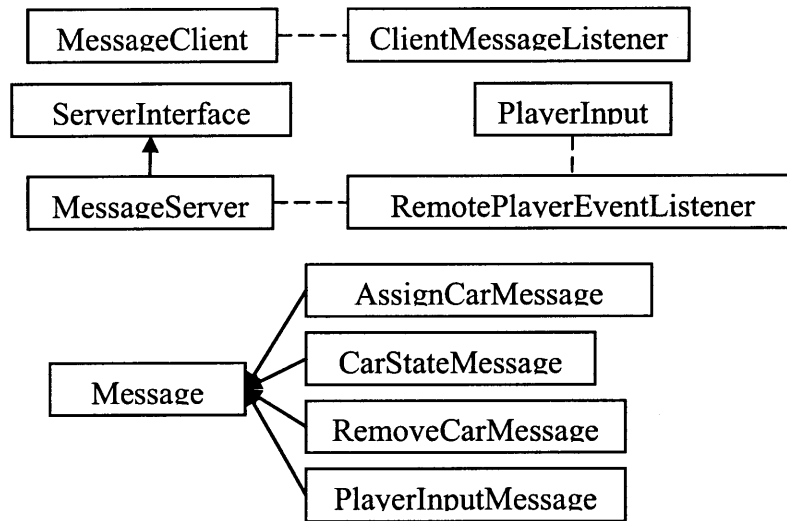 MessageClient
ClientMessageListener
ServerInterface
PlayerInput
MessageServer
RemotePlayerEventListener
AssignCarMessage
Message
CarStateMessage
RemoveCarMessage
PlayerInputMessage